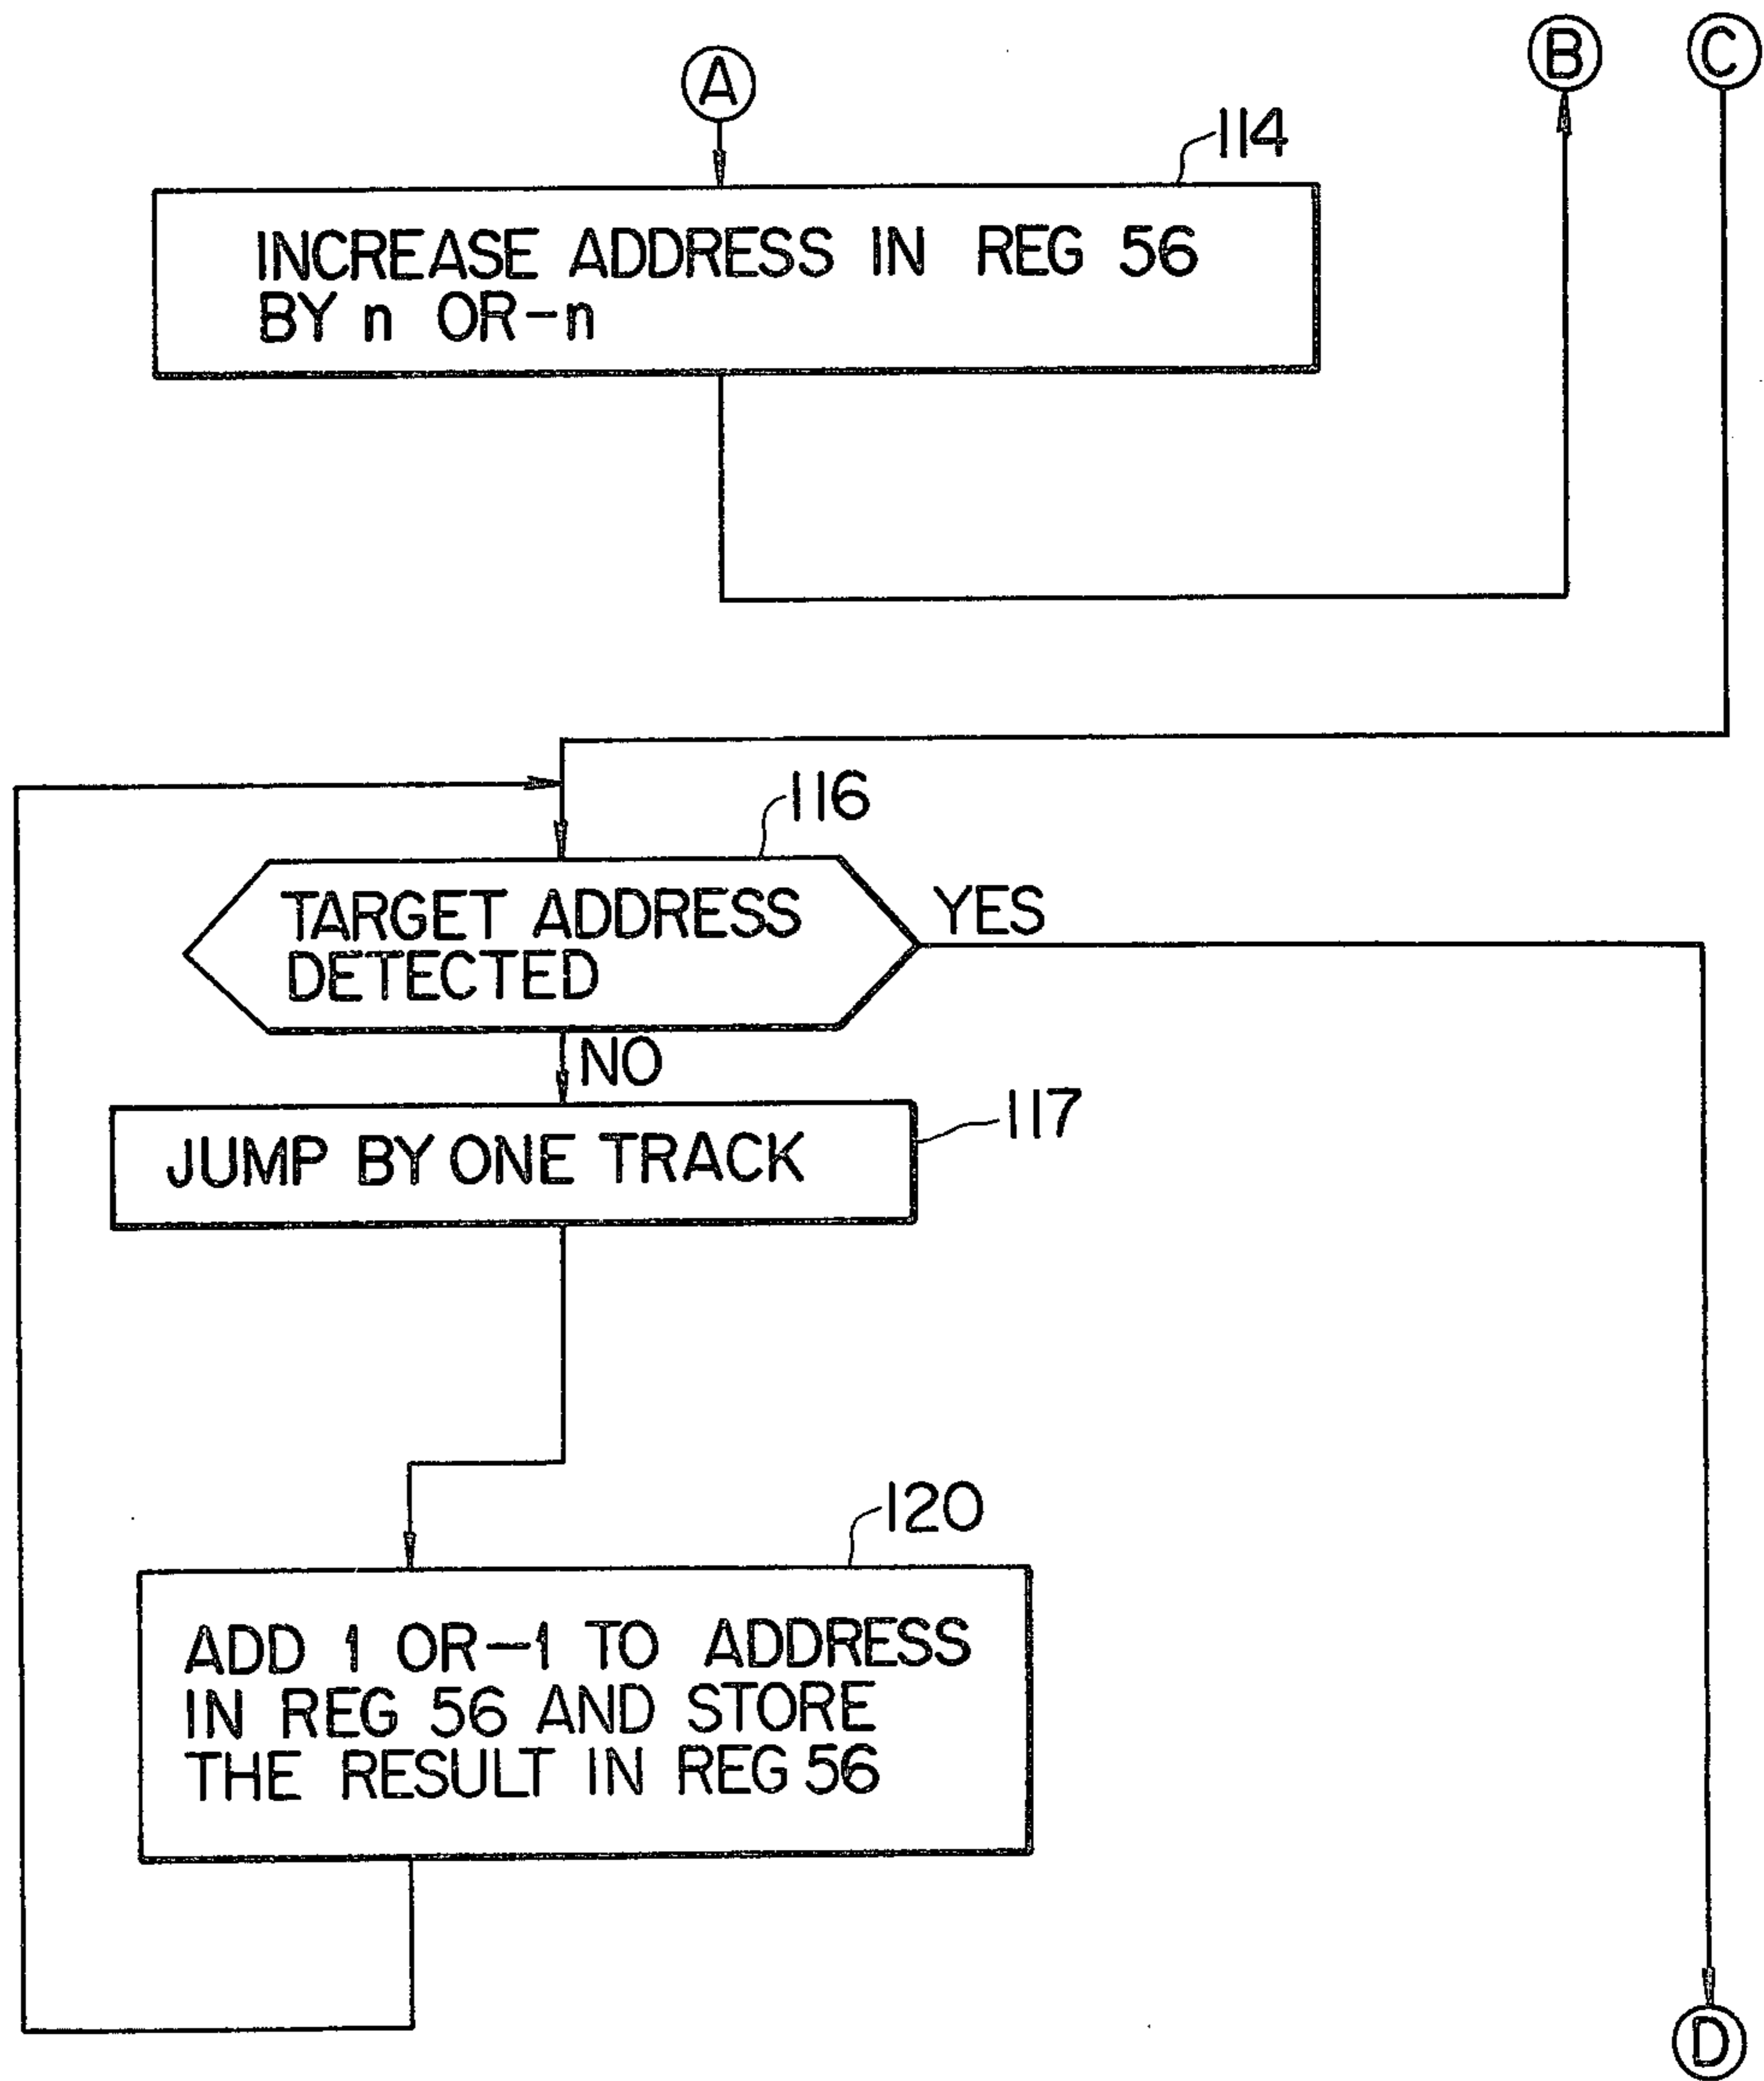 A
B
C
114
INCREASE ADDRESS IN REG 56
BY n OR-n
116
TARGET ADDRESS
DETECTED
YES
NO
117
JUMP BY ONE TRACK
120
ADD 1 OR-1 TO ADDRESS
IN REG 56 AND STORE
THE RESULT IN REG 56
D